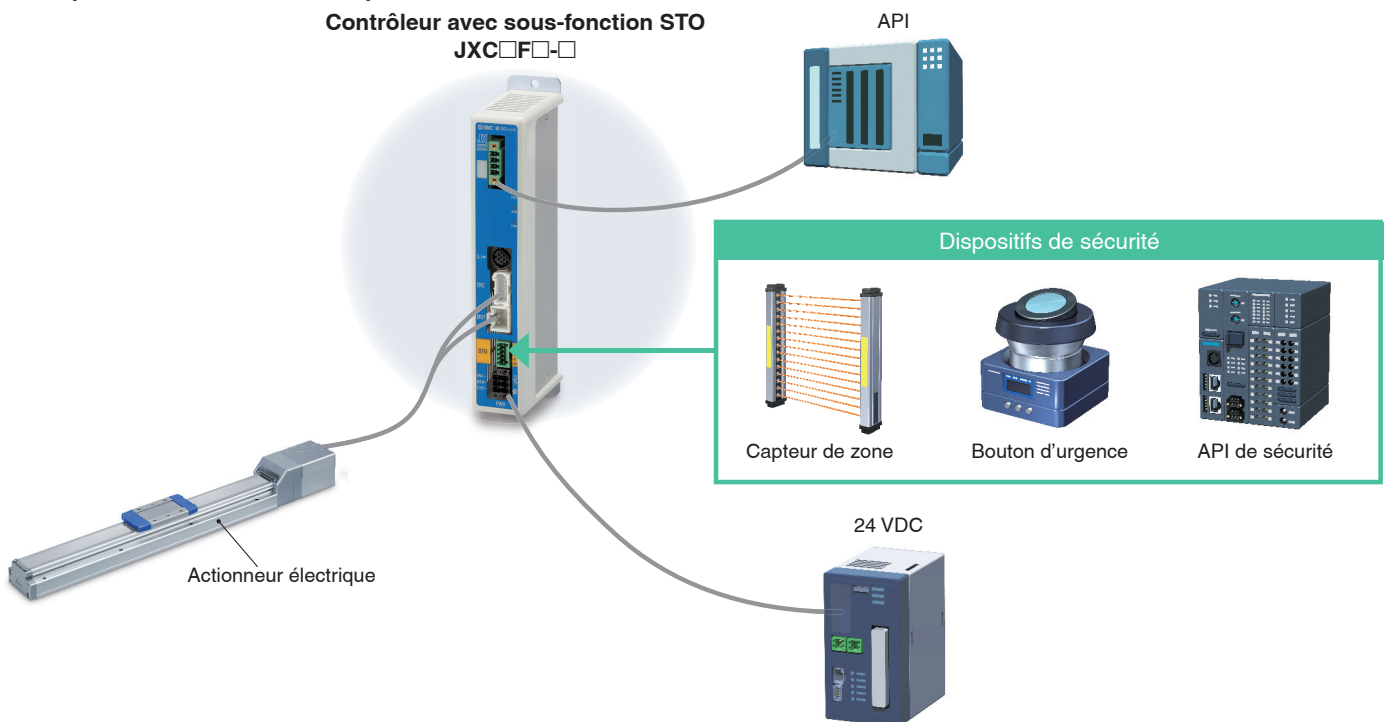 Contrôleur avec sous-fonction STO
JXC□F□-□
API
Dispositifs de sécurité
STO
Capteur de zone
Bouton d’urgence
API de sécurité
24 VDC
Actionneur électrique